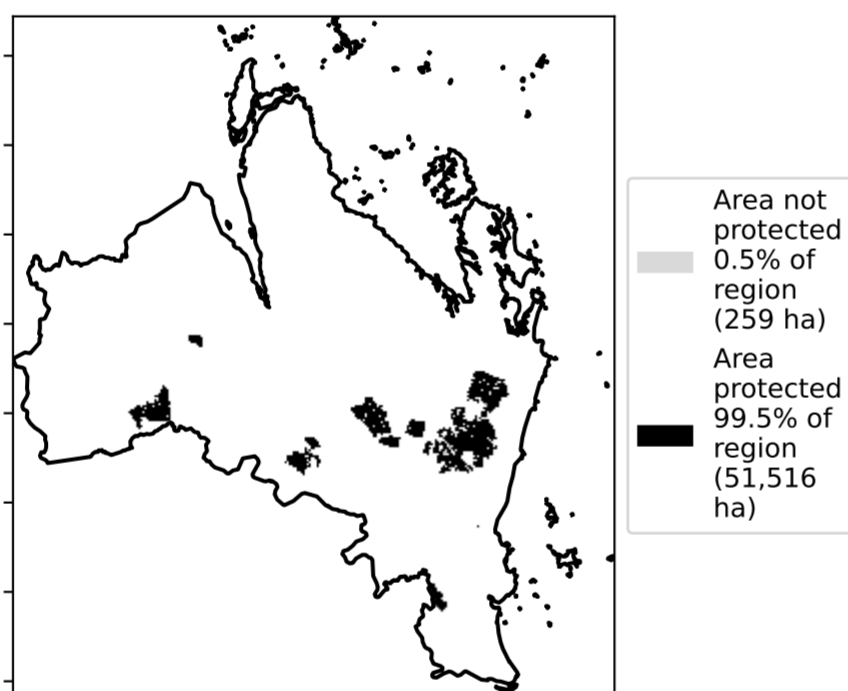 Area not
protected
0.5% of
region
(259 ha)
Area
protected
99.5% of
region
(51,516
ha)